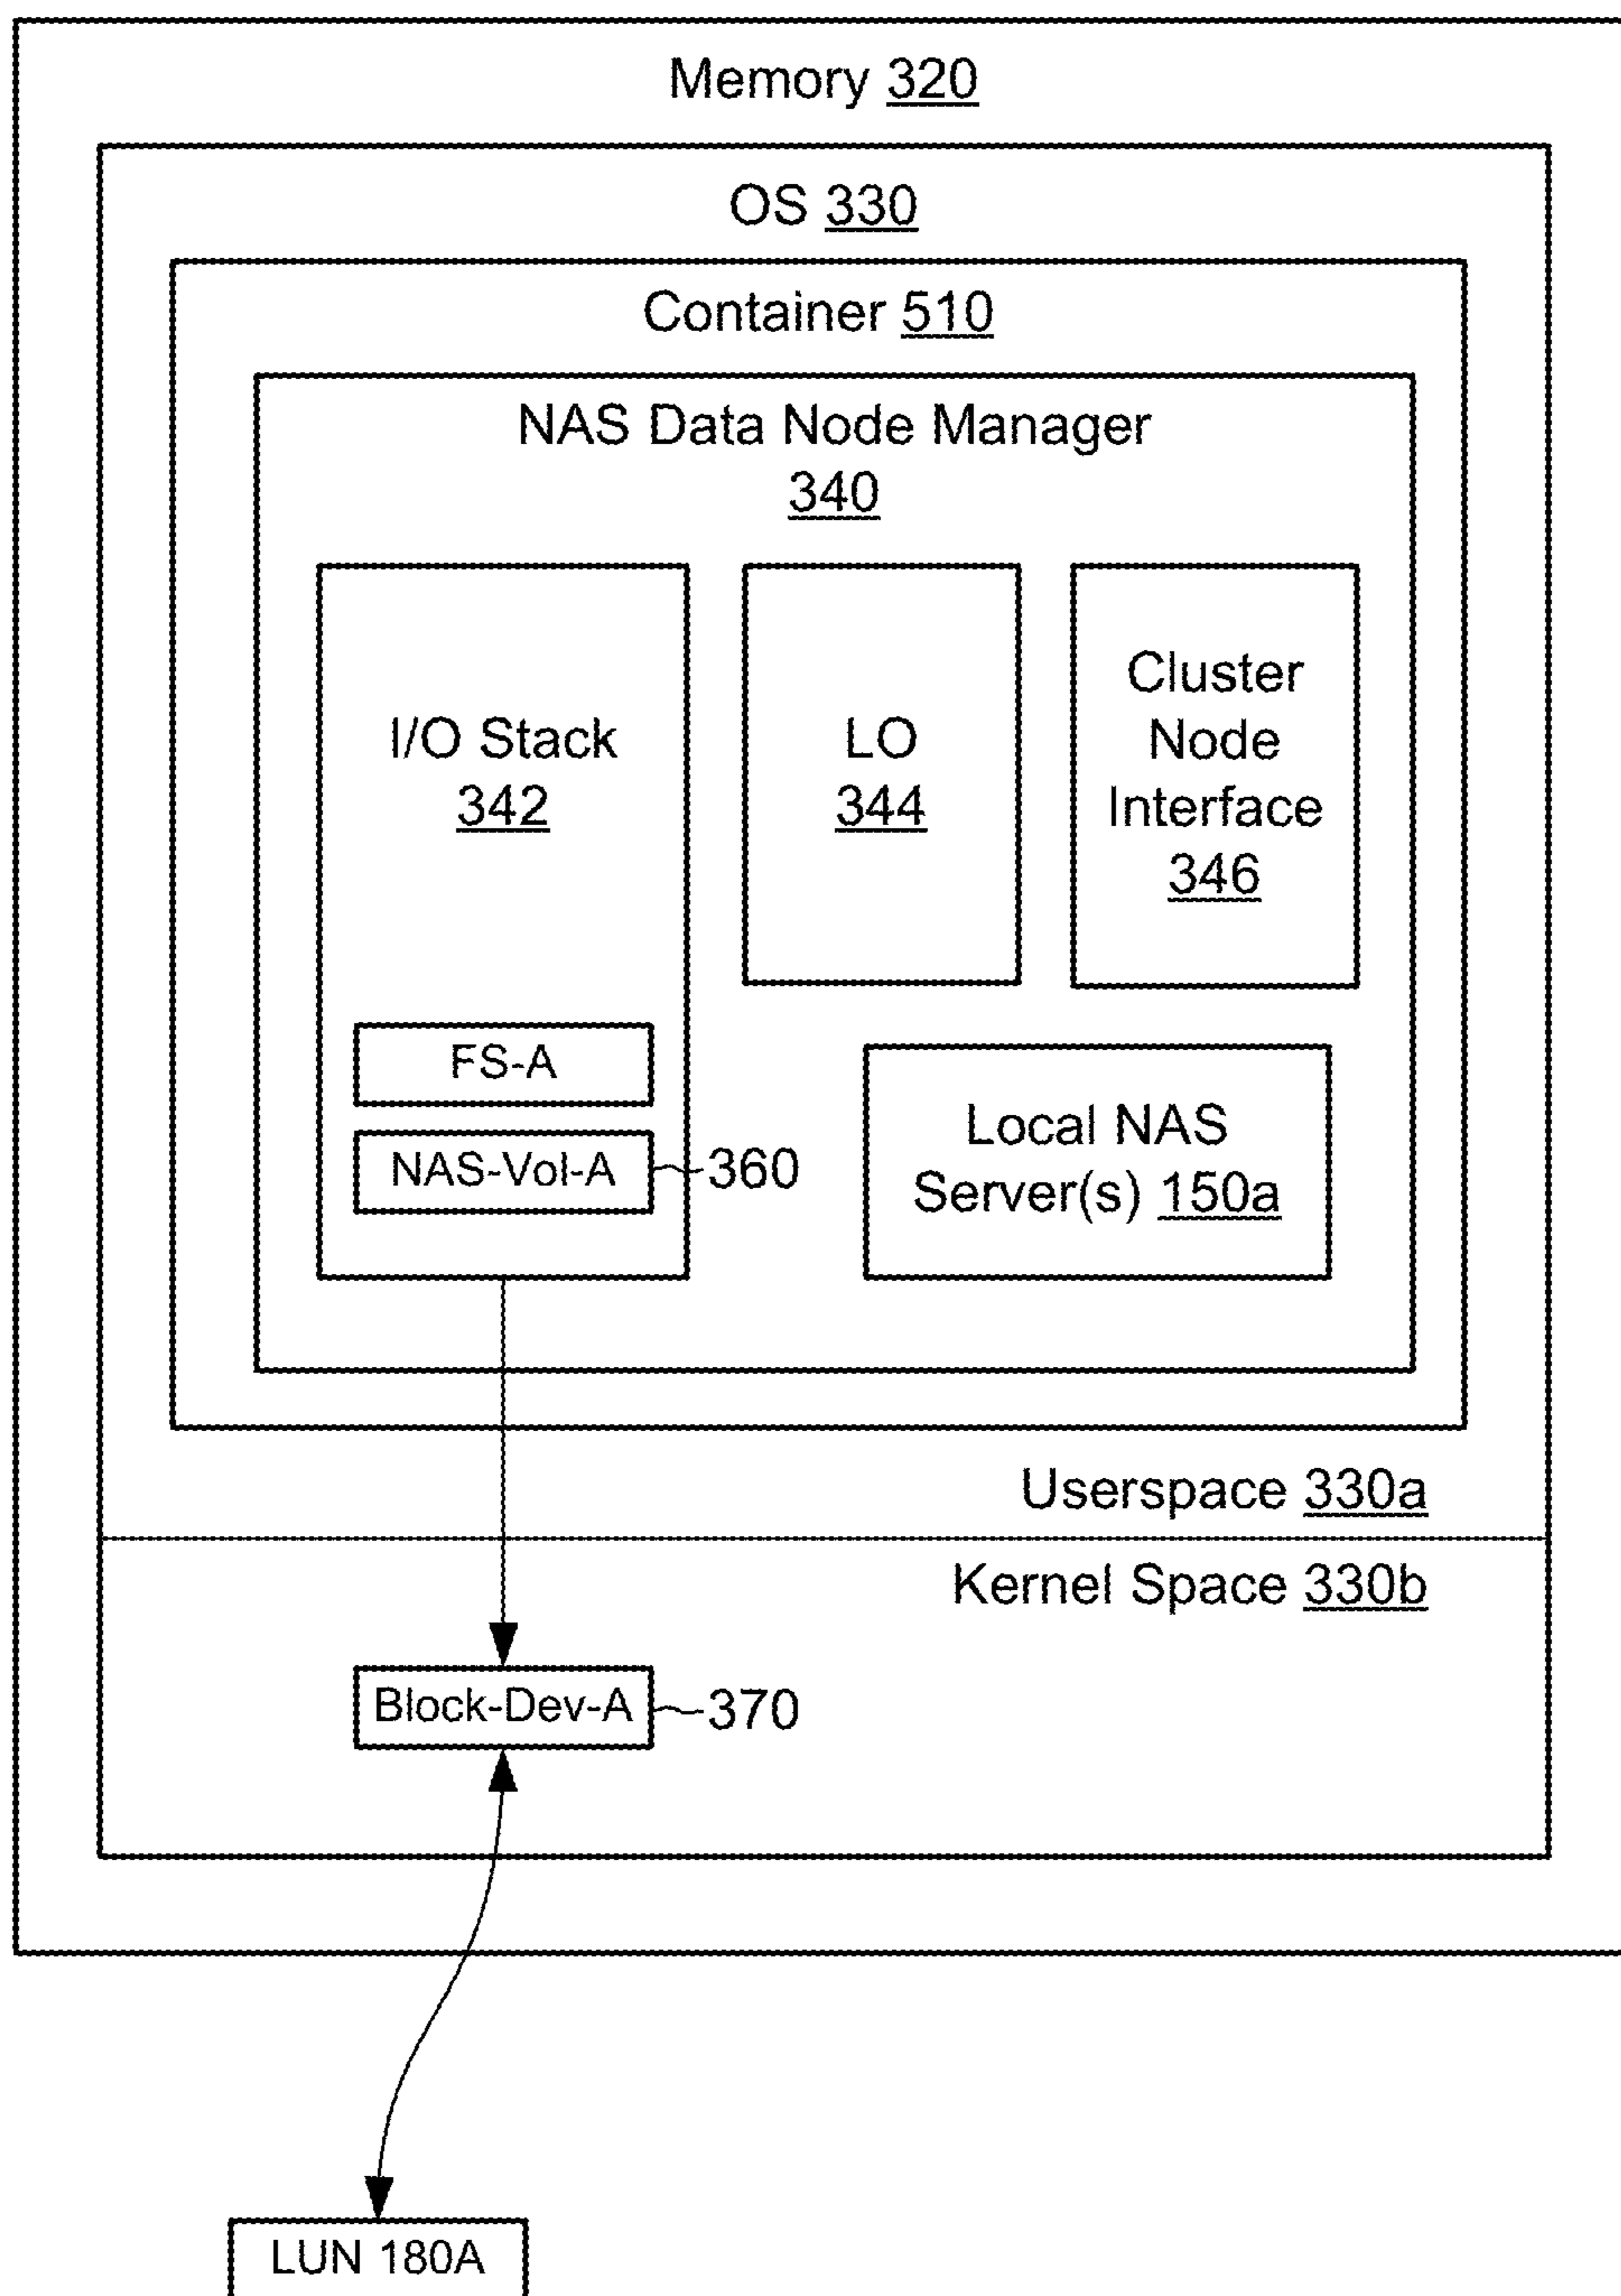 Memory 320
OS 330
Container 510
NAS Data Node Manager
340
I/O Stack
342
LO
344
Cluster
Node
Interface
346
FS-A
NAS-Vol-A
360
Local NAS
Server(s) 150a
Userspace 330a
Kernel Space 330b
Block-Dev-A
370
LUN 180A